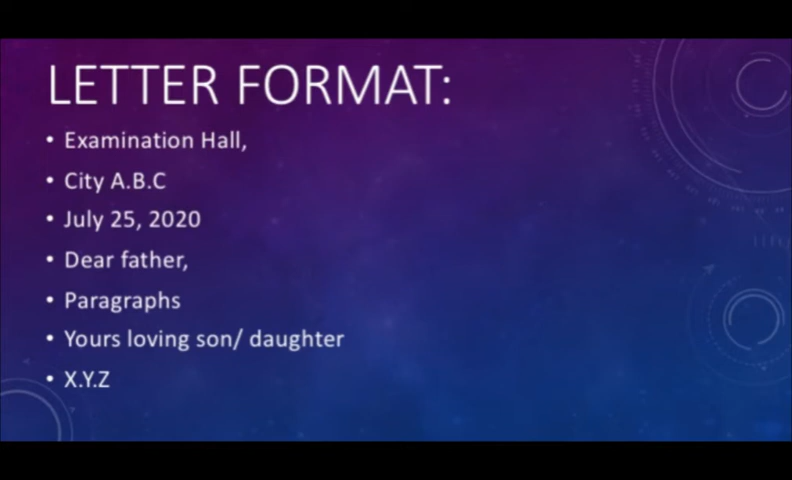 LETTER FORMAT:
• Examination Hall,
• City A.B.C
• July 25, 2020
• Dear father,
• Paragraphs
• Yours loving son/ daughter
• X.Y.Z